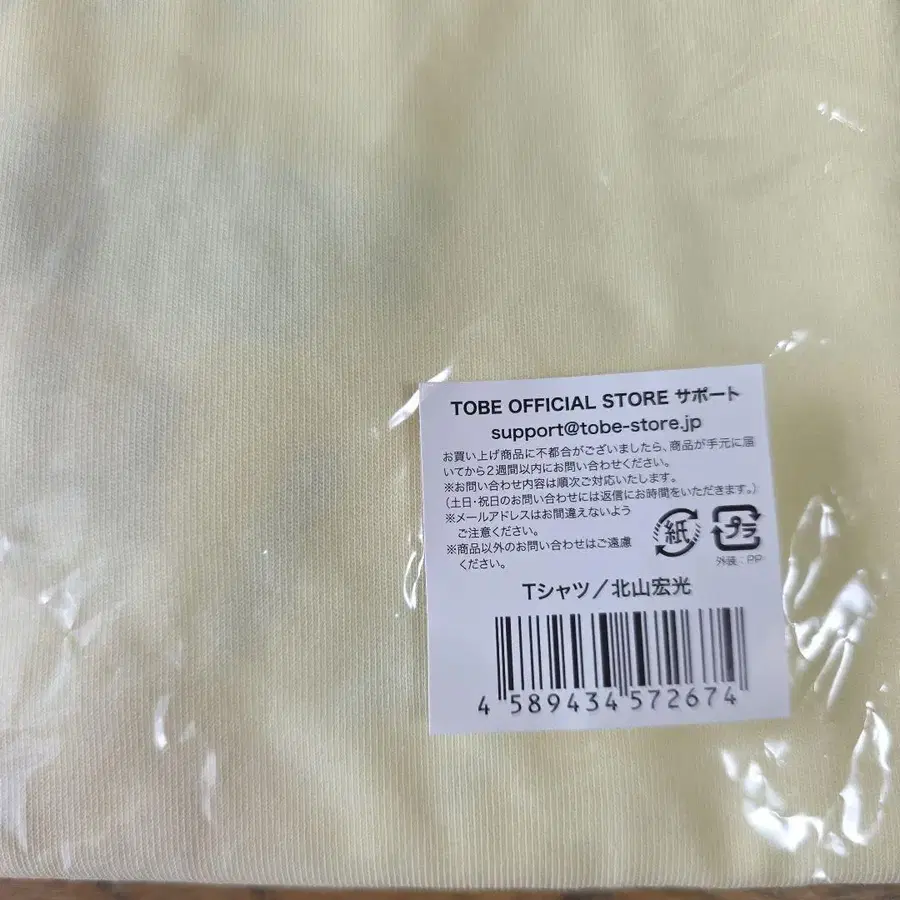 TOBE OFFICIAL STORE サポート
support@tobe-store.jp
お買い上げ商品に不都合がございましたら、商品が手元に届
いてから2週間以内にお問い合わせください。
※お問い合わせ内容は順次ご対応いたします。
(土日・祝日のお問い合わせには返信にお時間をいただきます。)
※メールアドレスはお間違えないよう
ご注意ください。
※商品以外のお問い合わせはご遠慮
ください。
紙
プラ
外装:PP
Tシャツ/北山宏光
4 589434 572674